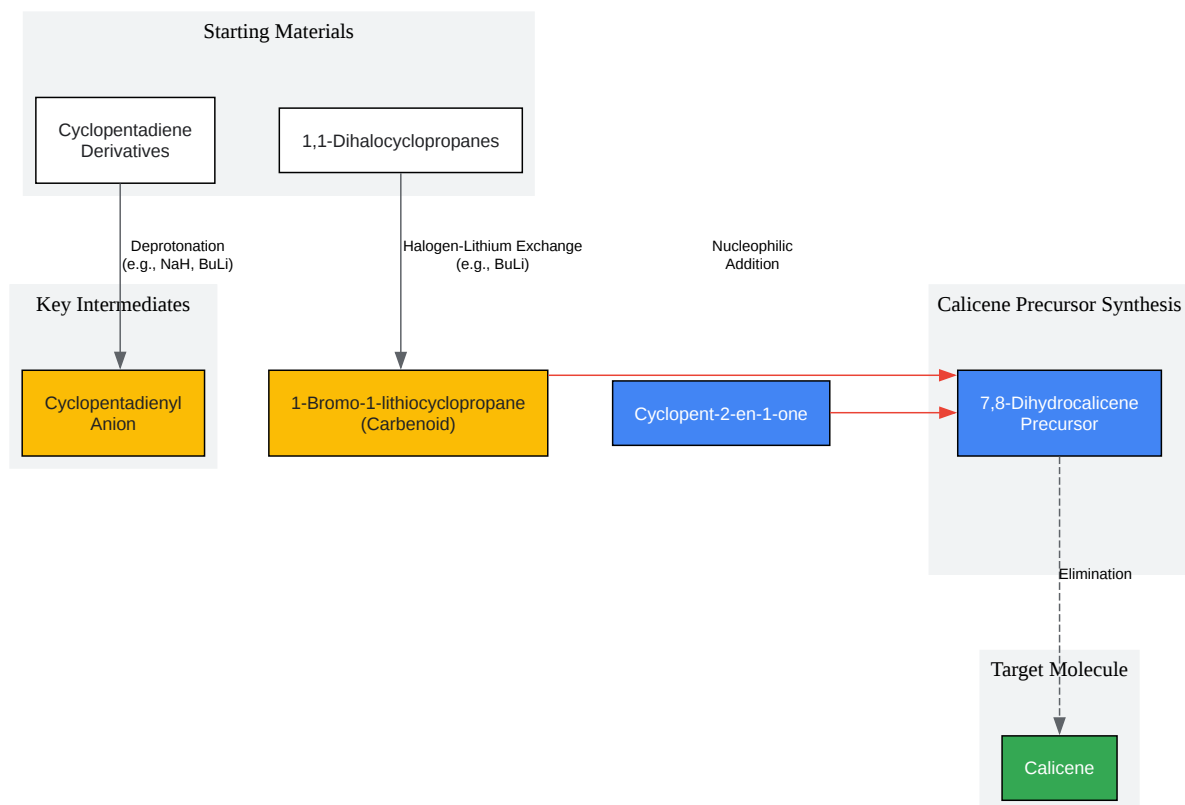 Starting Materials
Cyclopentadiene
Derivatives
1,1-Dihalocyclopropanes
Deprotonation
(e.g., NaH, BuLi)
Halogen-Lithium Exchange
(e.g., BuLi)
Nucleophilic
Addition
Key Intermediates
Calicene Precursor Synthesis
Cyclopentadienyl
Anion
1-Bromo-1-lithiocyclopropane
(Carbenoid)
Cyclopent-2-en-1-one
7,8-Dihydrocalicene
Precursor
Elimination
Target Molecule
Calicene